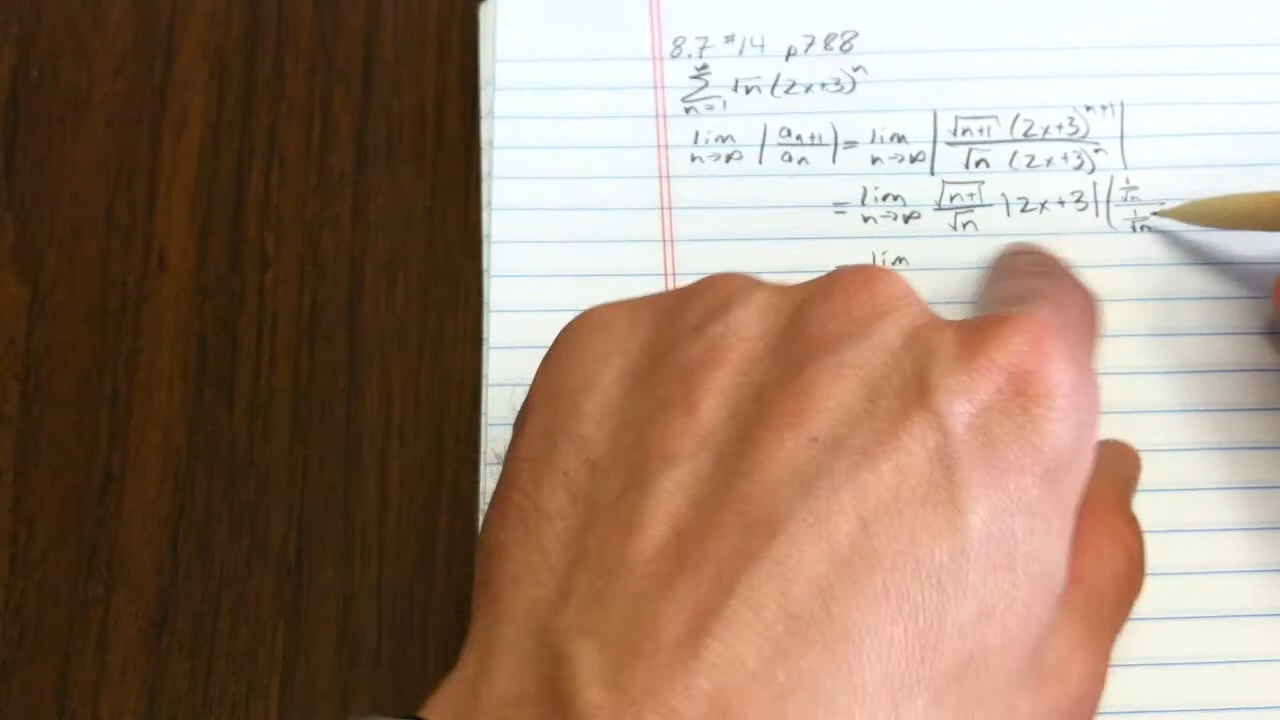 8.7 #14 p788
∞ ∑ n=1 √n (2x+3)^n
lim n→∞ |a_{n+1}/a_n| = lim n→∞ |√(n+1) (2x+3)^{n+1} / √n (2x+3)^n|
= lim n→∞ √(n+1)/√n |2x+3| (1/√n / 1/√n
= lim